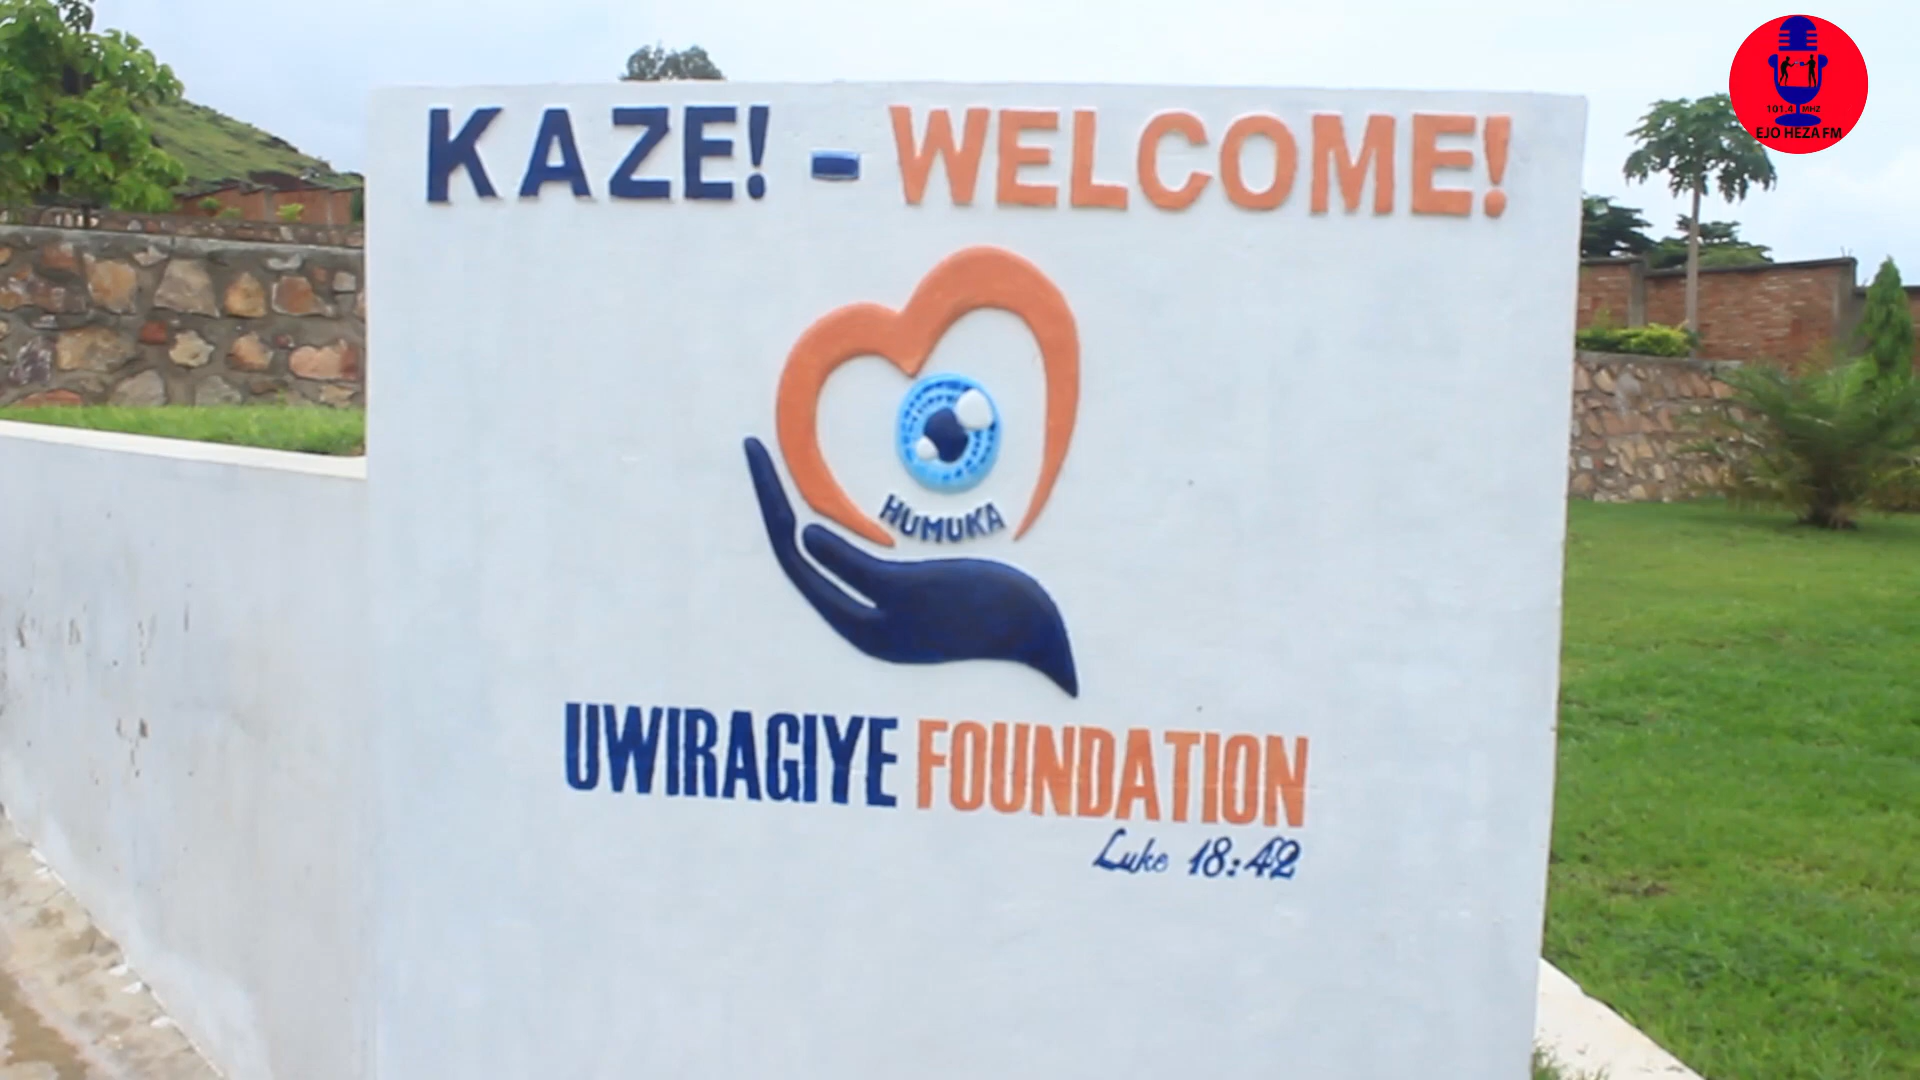 KAZE! - WELCOME!
HUMUKA
UWIRAGIYE FOUNDATION
Luke 18:42
101.4 MHZ
EJO HEZA FM